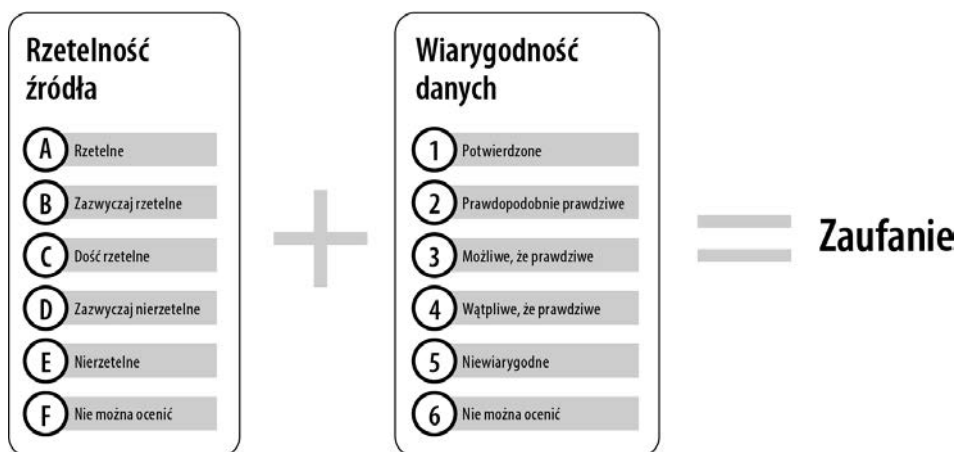 Rzetelność
źródła
A Rzetelne
B Zazwyczaj rzetelne
C Dość rzetelne
D Zazwyczaj nierzetelne
E Nierzetelne
F Nie można ocenić
Wiarygodność
danych
1 Potwierdzone
2 Prawdopodobnie prawdziwe
3 Możliwe, że prawdziwe
4 Wątpliwe, że prawdziwe
5 Niewiarygodne
6 Nie można ocenić
Zaufanie